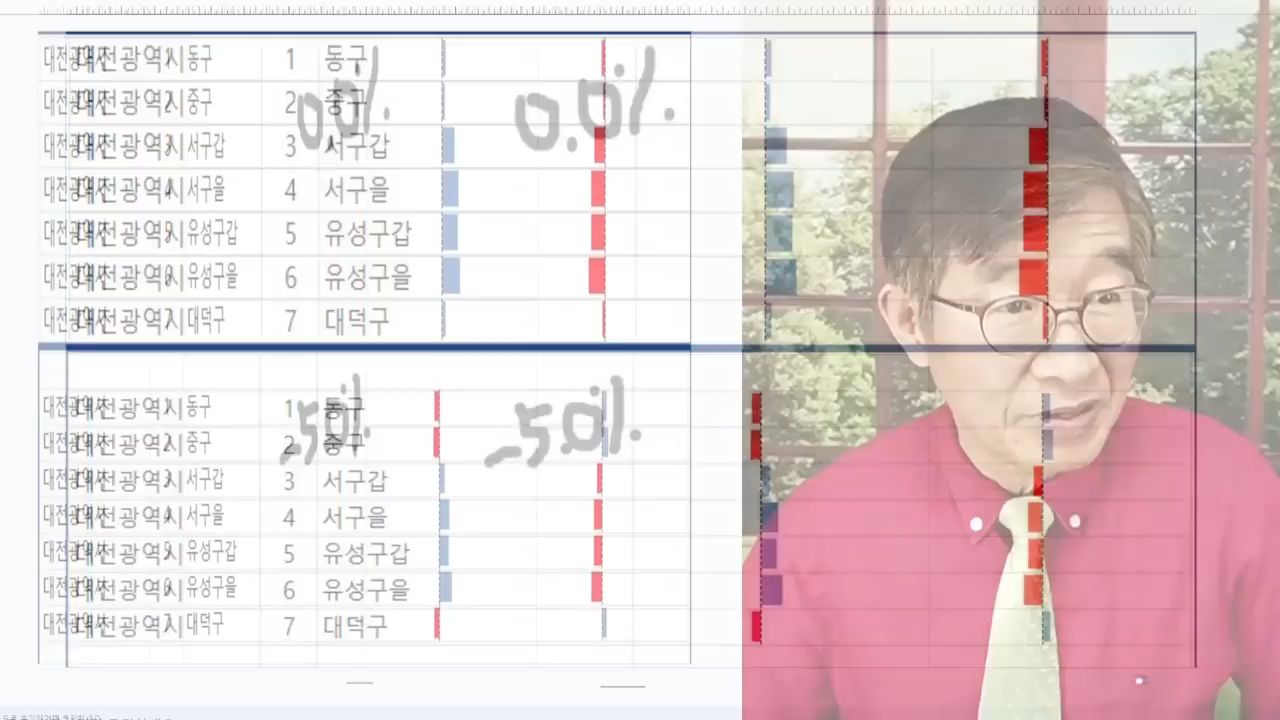 대전광역시 동구 1 동구
대전광역시 중구 2 중구
대전광역시 서구갑 3 서구갑
대전광역시 서구을 4 서구을
대전광역시 유성구갑 5 유성구갑
대전광역시 유성구을 6 유성구을
대전광역시 대덕구 7 대덕구
0.0%. 0.0%.
대전광역시 동구 1 동구
대전광역시 중구 2 중구
대전광역시 서구갑 3 서구갑
대전광역시 서구을 4 서구을
대전광역시 유성구갑 5 유성구갑
대전광역시 유성구을 6 유성구을
대전광역시 대덕구 7 대덕구
-5.0%. -5.0%.